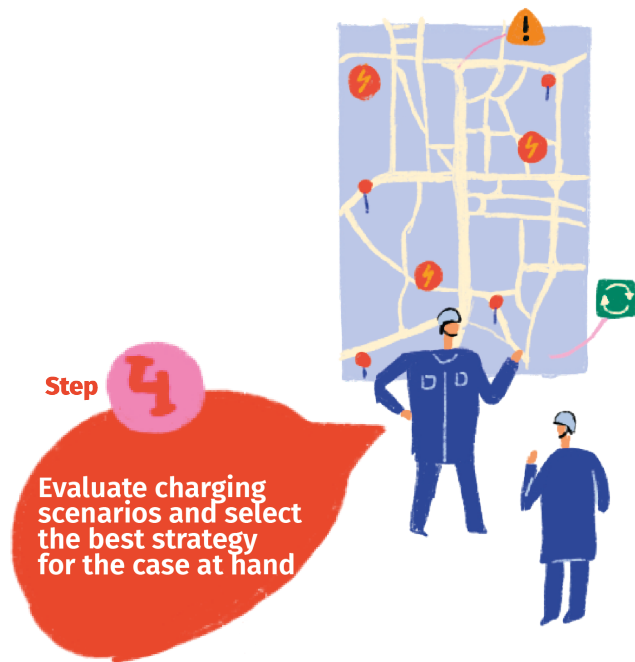 !
Step 4
Evaluate charging
scenarios and select
the best strategy
for the case at hand